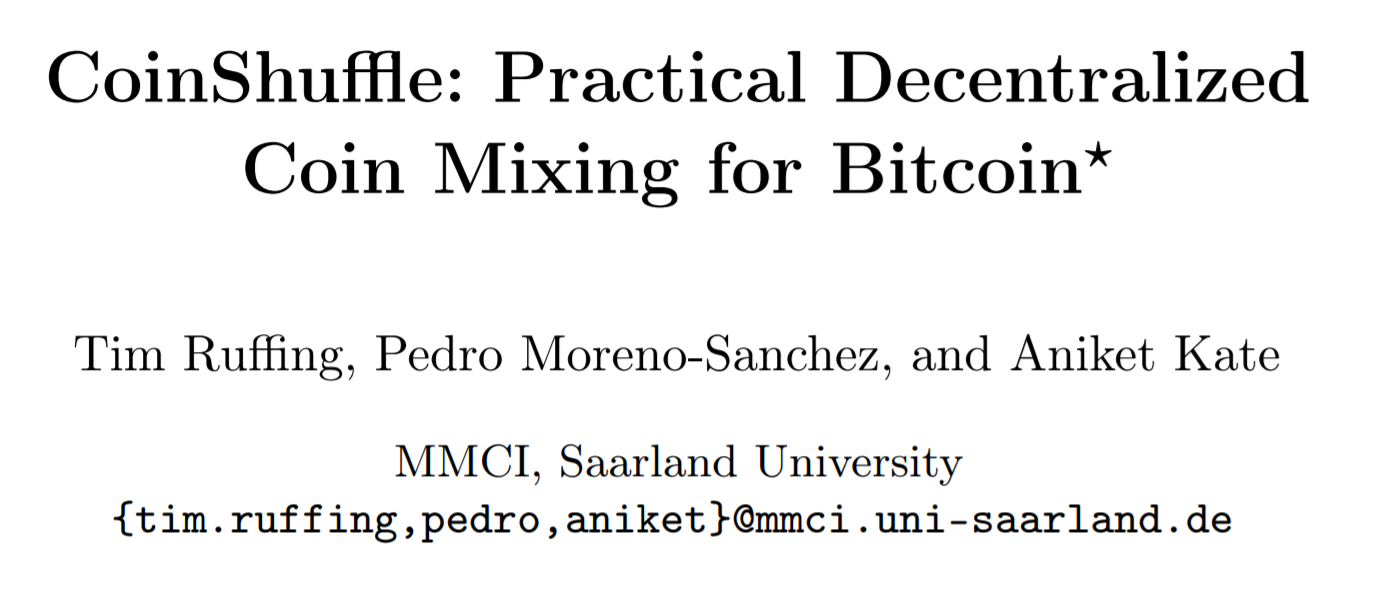 CoinShuffle: Practical Decentralized
Coin Mixing for Bitcoin⋆
Tim Ruffing, Pedro Moreno-Sanchez, and Aniket Kate
MMCI, Saarland University
{tim.ruffing,pedro,aniket}@mmci.uni-saarland.de